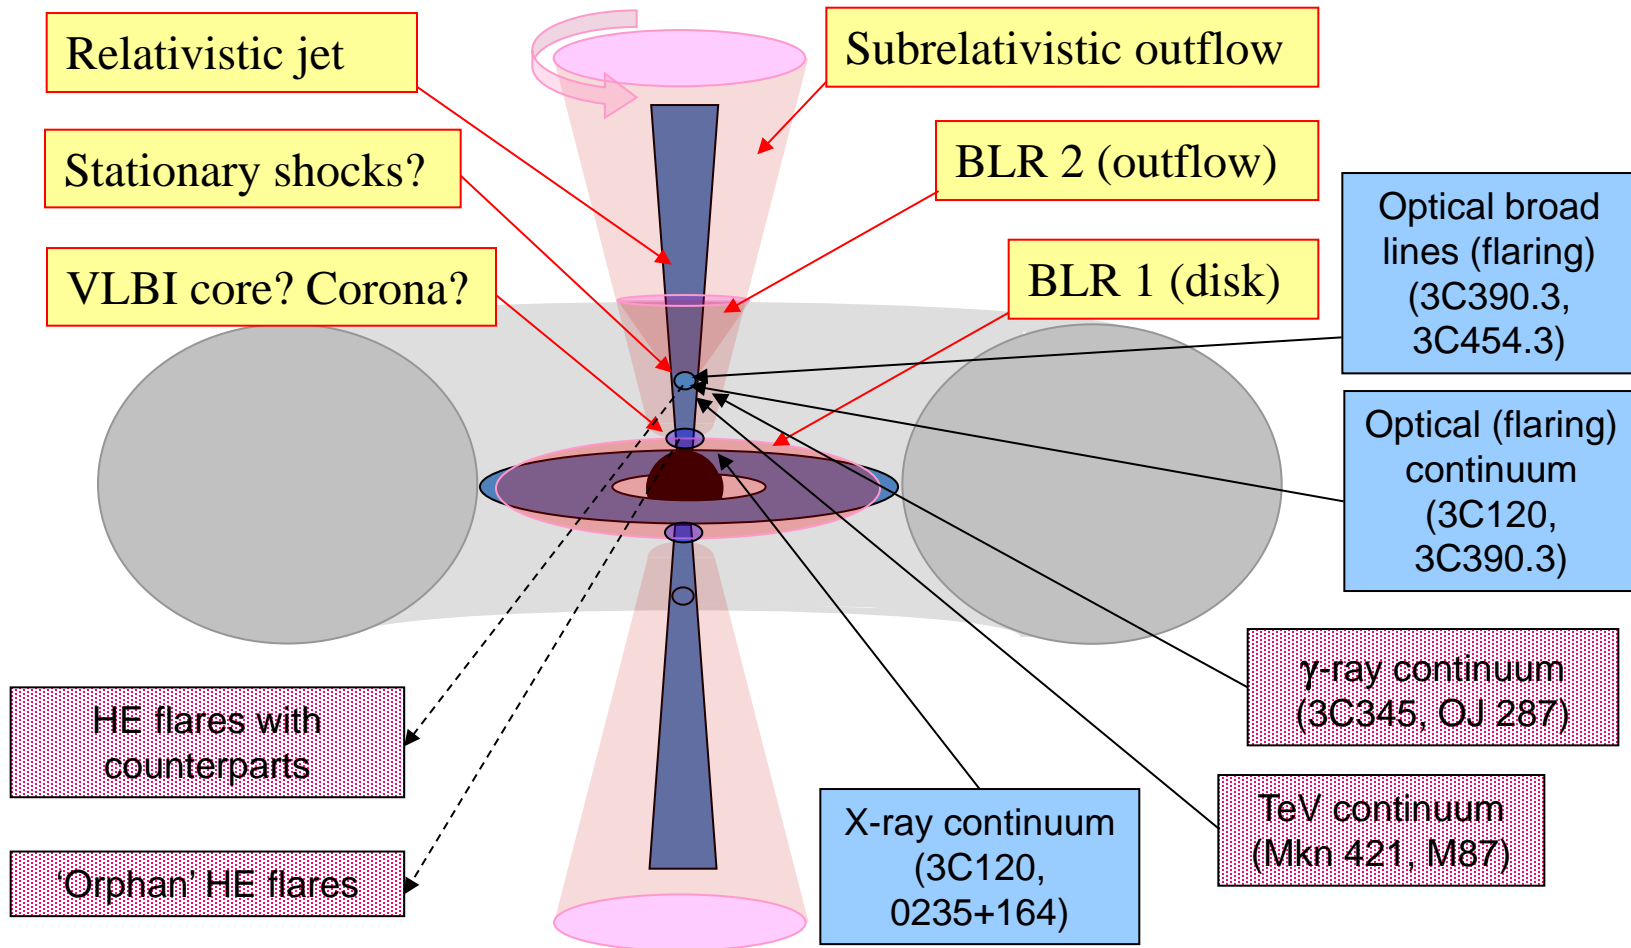 Relativistic jet
Subrelativistic outflow
Stationary shocks?
BLR 2 (outflow)
VLBI core? Corona?
BLR 1 (disk)
Optical broad
lines (flaring)
(3C390.3,
3C454.3)
Optical (flaring)
continuum
(3C120,
3C390.3)
γ-ray continuum
(3C345, OJ 287)
HE flares with
counterparts
TeV continuum
(Mkn 421, M87)
X-ray continuum
(3C120,
0235+164)
‘Orphan’ HE flares